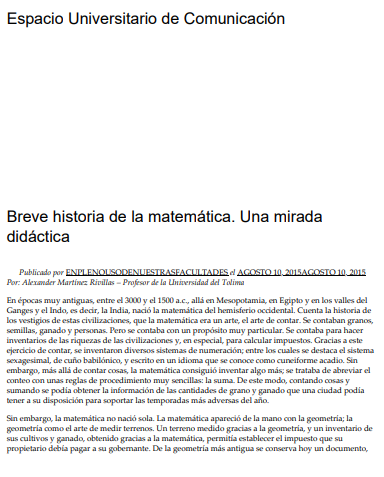 Espacio Universitario de Comunicación
Breve historia de la matemática. Una mirada
didáctica
Publicado por ENPLENOUSODENUESTRASFACULTADES el AGOSTO 10, 2015AGOSTO 10, 2015
Por: Alexander Martínez Rivillas – Profesor de la Universidad del Tolima
En épocas muy antiguas, entre el 3000 y el 1500 a.c., allá en Mesopotamia, en Egipto y en los valles del
Ganges y el Indo, es decir, la India, nació la matemática del hemisferio occidental. Cuenta la historia de
los vestigios de estas civilizaciones, que la matemática era un arte, el arte de contar. Se contaban granos,
semillas, ganado y personas. Pero se contaba con un propósito muy particular. Se contaba para hacer
inventarios de las riquezas de las civilizaciones y, en especial, para calcular impuestos. Gracias a este
ejercicio de contar, se inventaron diversos sistemas de numeración; entre los cuales se destaca el sistema
sexagesimal, de cuño babilónico, y escrito en un idioma que se conoce como cuneiforme acadio. Sin
embargo, más allá de contar cosas, la matemática consiguió inventar algo más; se trataba de abreviar el
conteo con unas reglas de procedimiento muy sencillas: la suma. De este modo, contando cosas y
sumando se podía obtener la información de las cantidades de grano y ganado que una ciudad podía
tener a su disposición para soportar las temporadas más adversas del año.
Sin embargo, la matemática no nació sola. La matemática apareció de la mano con la geometría; la
geometría como el arte de medir terrenos. Un terreno medido gracias a la geometría, y un inventario de
sus cultivos y ganado, obtenido gracias a la matemática, permitía establecer el impuesto que su
propietario debía pagar a su gobernante. De la geometría más antigua se conserva hoy un documento,